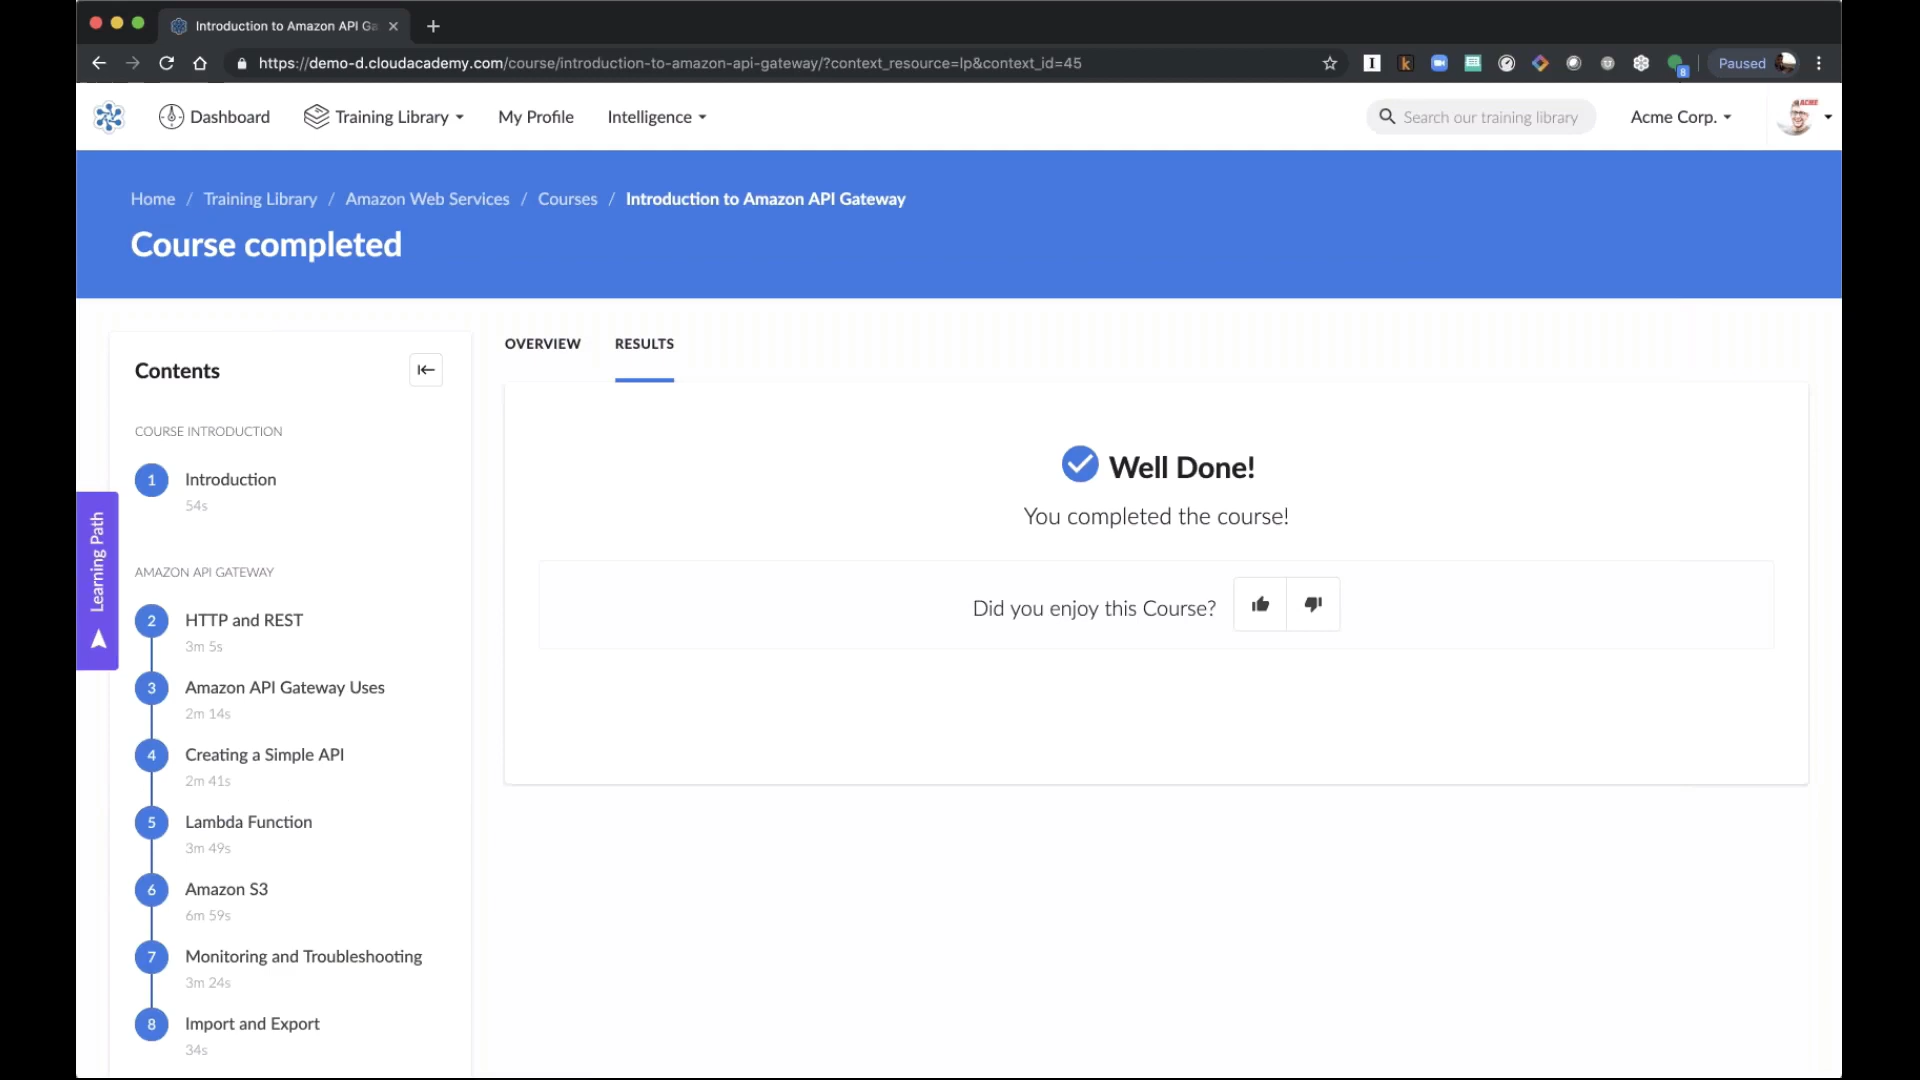 Introduction to Amazon API Ga
https://demo-d.cloudacademy.com/course/introduction-to-amazon-api-gateway/?context_resource=lp&context_id=45
Paused
Dashboard
Training Library
My Profile
Intelligence
Search our training library
Acme Corp.
ACME
Home / Training Library / Amazon Web Services / Courses / Introduction to Amazon API Gateway
Course completed
Contents
COURSE INTRODUCTION
1 Introduction
54s
AMAZON API GATEWAY
2 HTTP and REST
3m 5s
3 Amazon API Gateway Uses
2m 14s
4 Creating a Simple API
2m 41s
5 Lambda Function
3m 49s
6 Amazon S3
6m 59s
7 Monitoring and Troubleshooting
3m 24s
8 Import and Export
34s
Learning Path
OVERVIEW
RESULTS
Well Done!
You completed the course!
Did you enjoy this Course?